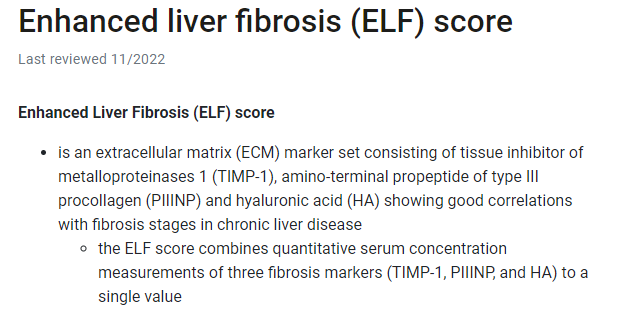 Enhanced liver fibrosis (ELF) score
Last reviewed 11/2022
Enhanced Liver Fibrosis (ELF) score
• is an extracellular matrix (ECM) marker set consisting of tissue inhibitor of
metalloproteinases 1 (TIMP-1), amino-terminal propeptide of type III
procollagen (PIIINP) and hyaluronic acid (HA) showing good correlations
with fibrosis stages in chronic liver disease
◦ the ELF score combines quantitative serum concentration
measurements of three fibrosis markers (TIMP-1, PIIINP, and HA) to a
single value